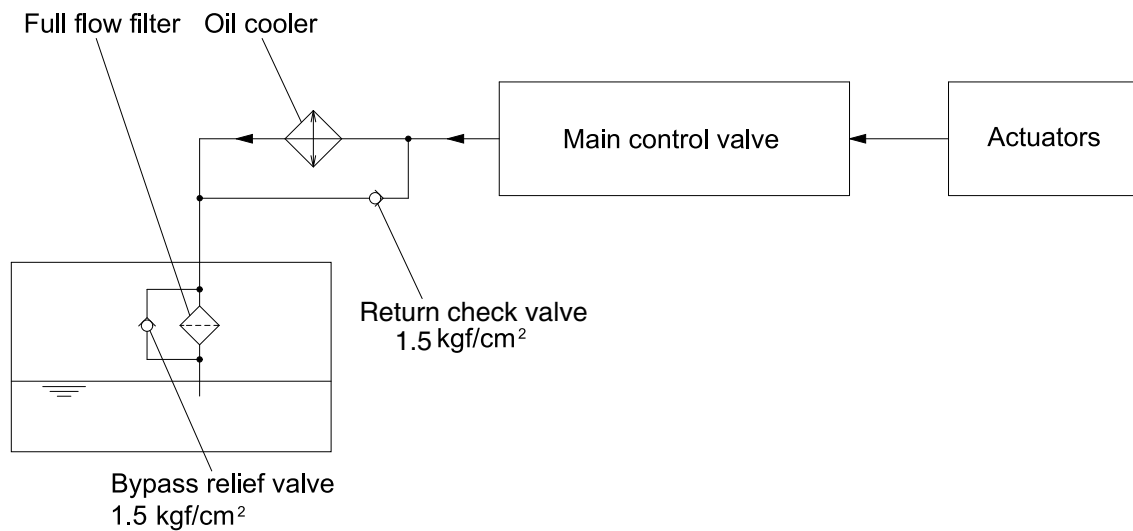 Full flow filter Oil cooler
Main control valve
Actuators
Return check valve
1.5 kgf/cm²
Bypass relief valve
1.5 kgf/cm²